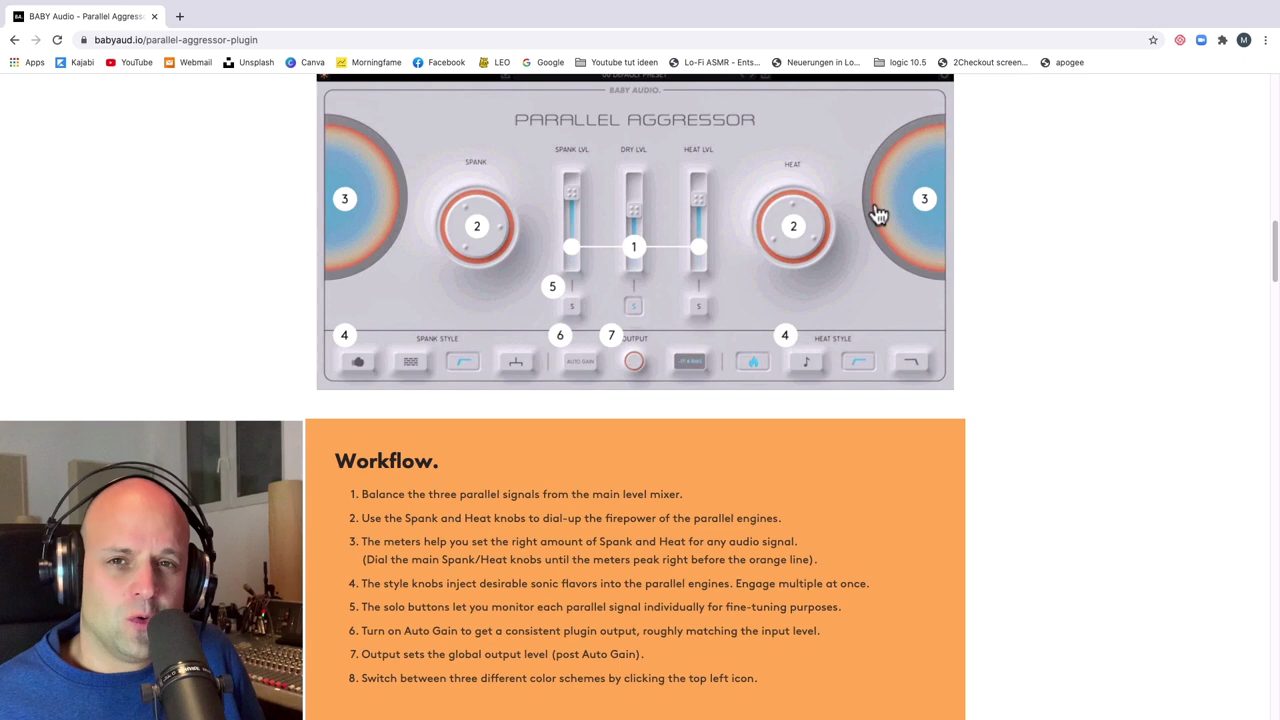 BABY Audio - Parallel Aggress
babyaud.io/parallel-aggressor-plugin
M
Apps
Kajabi
YouTube
Webmail
Unsplash
Canva
Morningfame
Facebook
LEO
Google
Youtube tut ideen
Lo-Fi ASMR - Ents...
Neuerungen in Lo...
logic 10.5
2Checkout screen...
apogee
BABY AUDIO.
PARALLEL AGGRESSOR
SPANK LVL
DRY LVL
HEAT LVL
SPANK
HEAT
3
2
1
2
3
5
S
S
S
4
SPANK STYLE
6
7
OUTPUT
4
HEAT STYLE
AUTO GAIN
Workflow.
1. Balance the three parallel signals from the main level mixer.
2. Use the Spank and Heat knobs to dial-up the firepower of the parallel engines.
3. The meters help you set the right amount of Spank and Heat for any audio signal.
(Dial the main Spank/Heat knobs until the meters peak right before the orange line).
4. The style knobs inject desirable sonic flavors into the parallel engines. Engage multiple at once.
5. The solo buttons let you monitor each parallel signal individually for fine-tuning purposes.
6. Turn on Auto Gain to get a consistent plugin output, roughly matching the input level.
7. Output sets the global output level (post Auto Gain).
8. Switch between three different color schemes by clicking the top left icon.